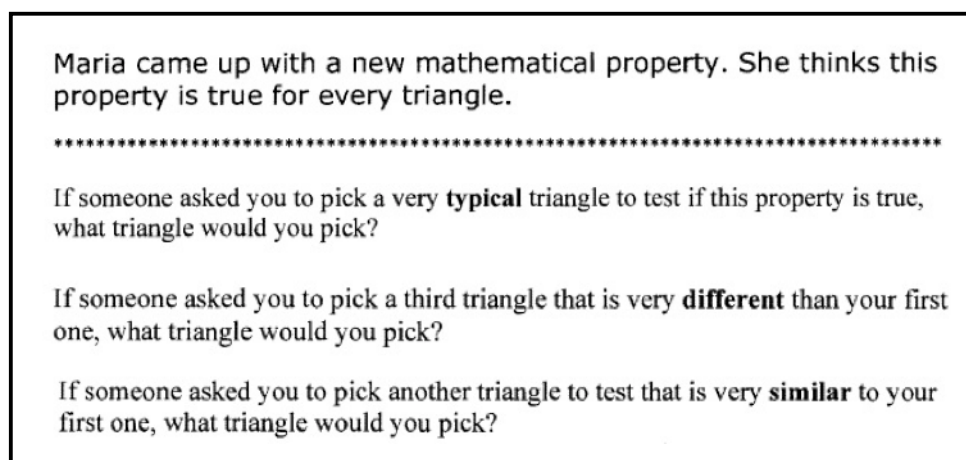 Maria came up with a new mathematical property. She thinks this
property is true for every triangle.
************************************************************************************
If someone asked you to pick a very typical triangle to test if this property is true,
what triangle would you pick?
If someone asked you to pick a third triangle that is very different than your first
one, what triangle would you pick?
If someone asked you to pick another triangle to test that is very similar to your
first one, what triangle would you pick?